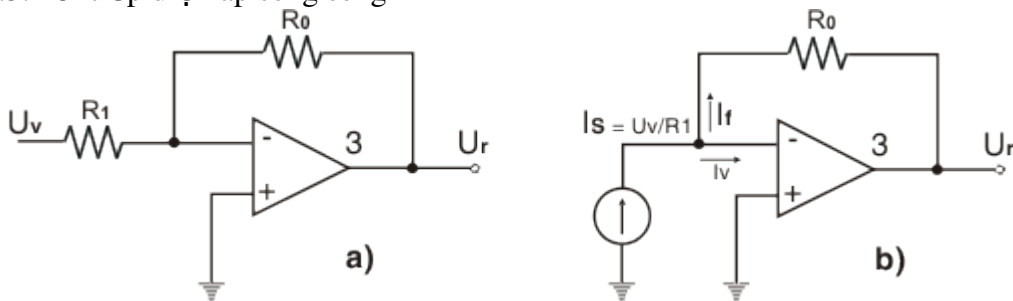 R0
R1
Uv
-
+
3
Ur
a)
R0
Is = Uv/R1
If
Iv
-
+
3
Ur
b)